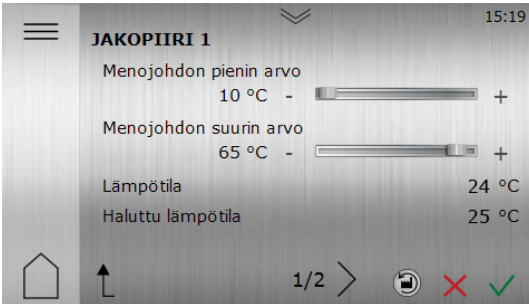 15:19
JAKOPIIRI 1
Menojohdon pienin arvo
10 °C - +
Menojohdon suurin arvo
65 °C - +
Lämpötila 24 °C
Haluttu lämpötila 25 °C
1/2